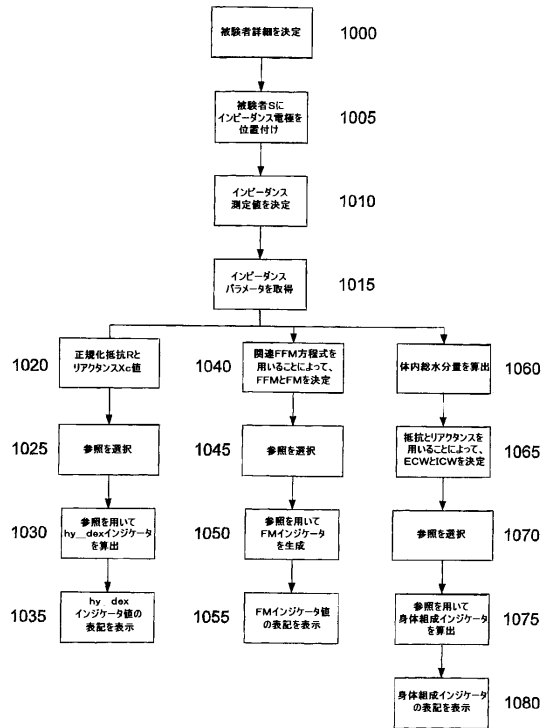 被験者詳細を決定
1000
被験者Sに
インピーダンス電極を
位置付け
1005
インピーダンス
測定値を決定
1010
インピーダンス
パラメータを取得
1015
1020
正規化抵抗Rと
リアクタンスXc値
1025
参照を選択
1030
参照を用いて
hy__dexインジケータ
を算出
1035
hy_dex
インジケータ値の
表記を表示
1040
関連FFM方程式を
用いることによって、
FFMとFMを決定
1045
参照を選択
1050
参照を用いて
FMインジケータ
を生成
1055
FMインジケータ値
の表記を表示
体内総水分量を算出
1060
抵抗とリアクタンスを
用いることによって、
ECWとICWを決定
1065
参照を選択
1070
参照を用いて
身体組成インジケータ
を算出
1075
身体組成インジケータ
の表記を表示
1080